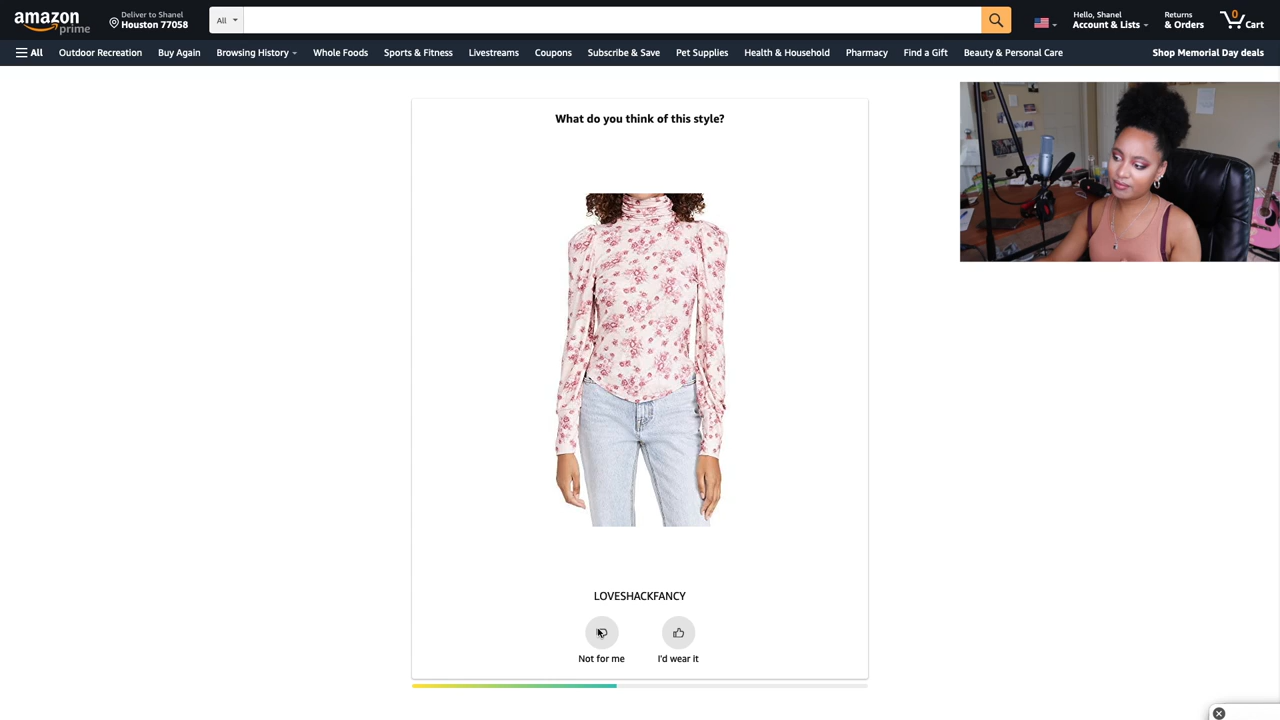 amazon
prime
Deliver to Shanel
Houston 77058
All
Hello, Shanel
Account & Lists
Returns
& Orders
0
Cart
All
Outdoor Recreation
Buy Again
Browsing History
Whole Foods
Sports & Fitness
Livestreams
Coupons
Subscribe & Save
Pet Supplies
Health & Household
Pharmacy
Find a Gift
Beauty & Personal Care
Shop Memorial Day deals
What do you think of this style?
LOVESHACKFANCY
Not for me
I'd wear it